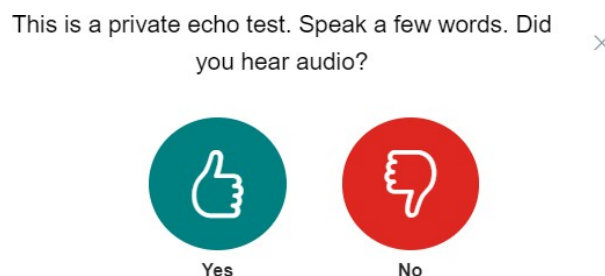 This is a private echo test. Speak a few words. Did
you hear audio?
Yes
No